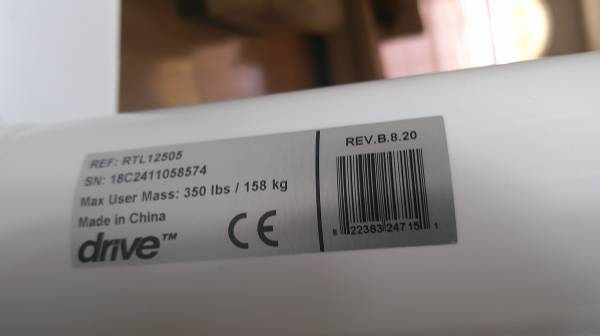 REF: RTL12505
SN: 18C2411058574
Max User Mass: 350 lbs / 158 kg
Made in China
drive™
CE
REV.B.8.20
8 22383 24715 1